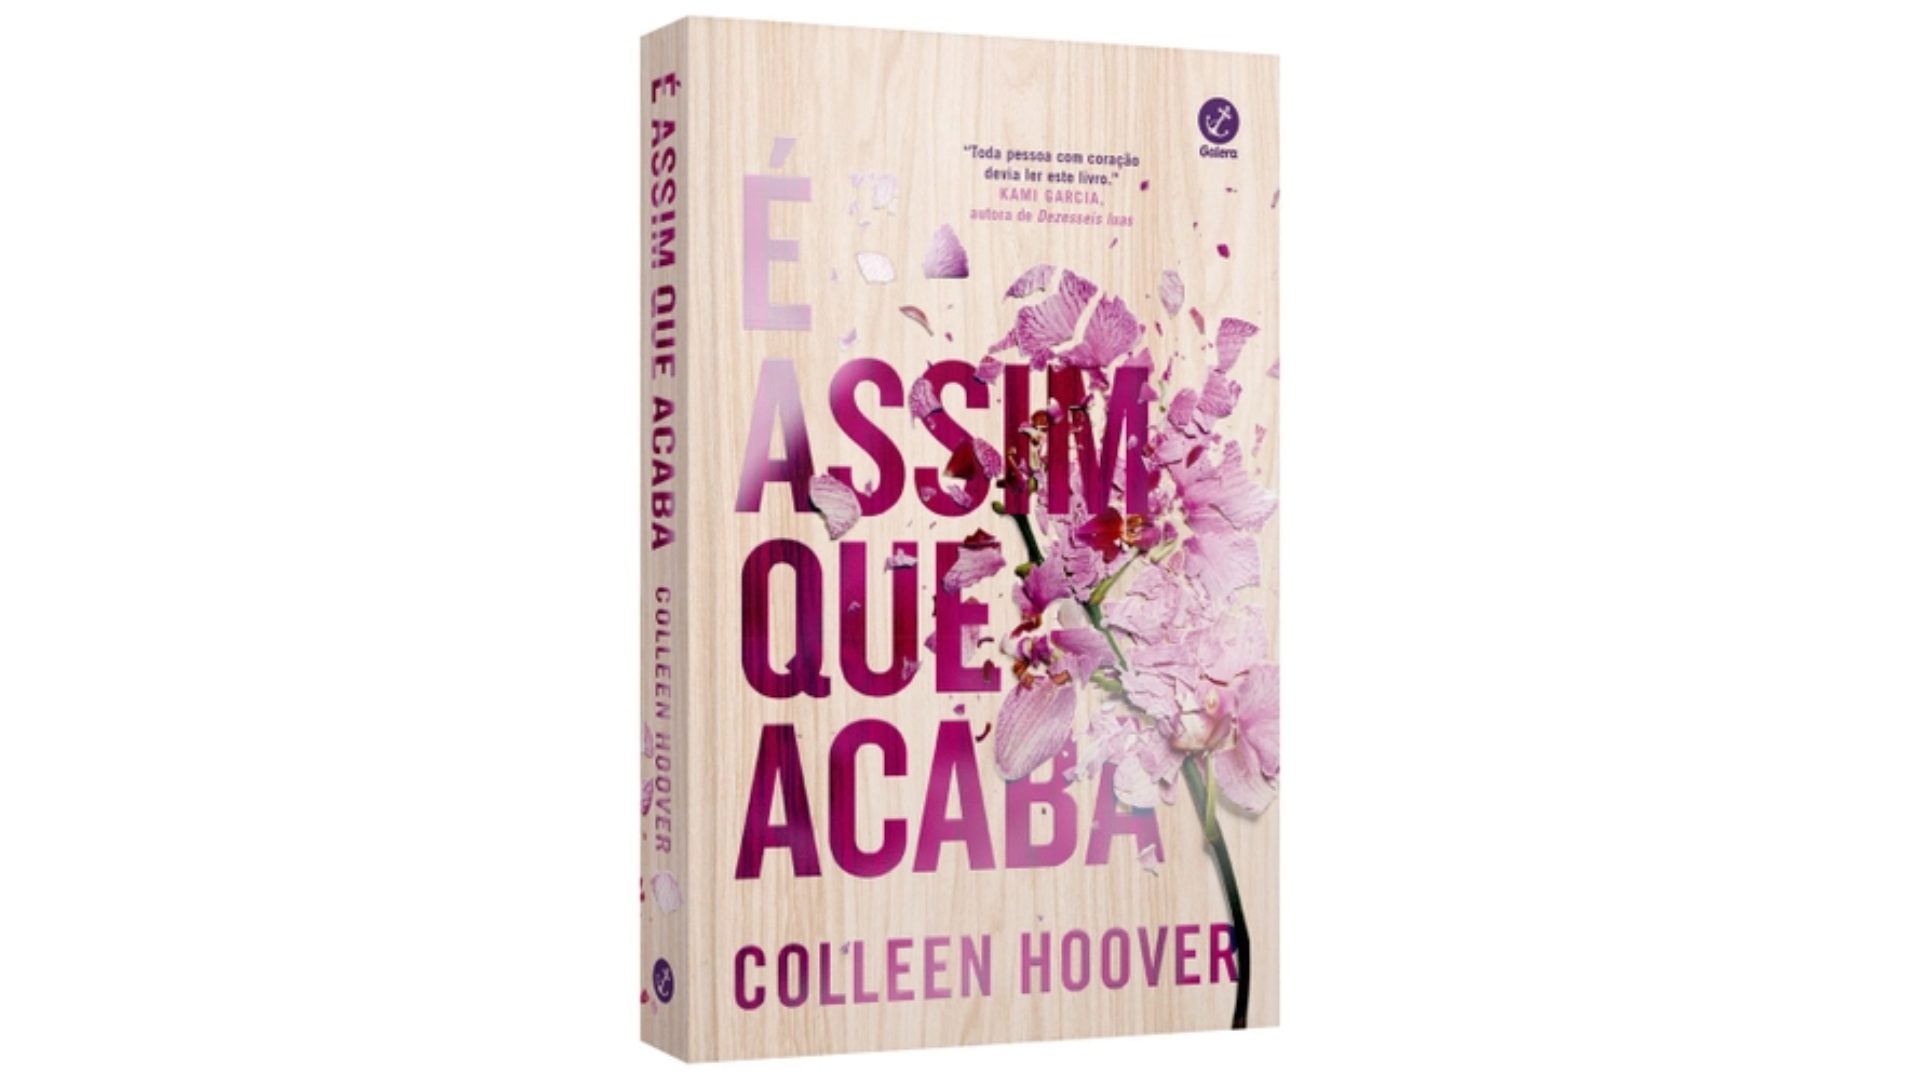 É ASSIM QUE ACABA COLLEEN HOOVER
Galera
“Toda pessoa com coração
devia ler este livro.”
KAMI GARCIA,
autora de Dezesseis luas
É
ASSIM
QUE
ACABA
COLLEEN HOOVER